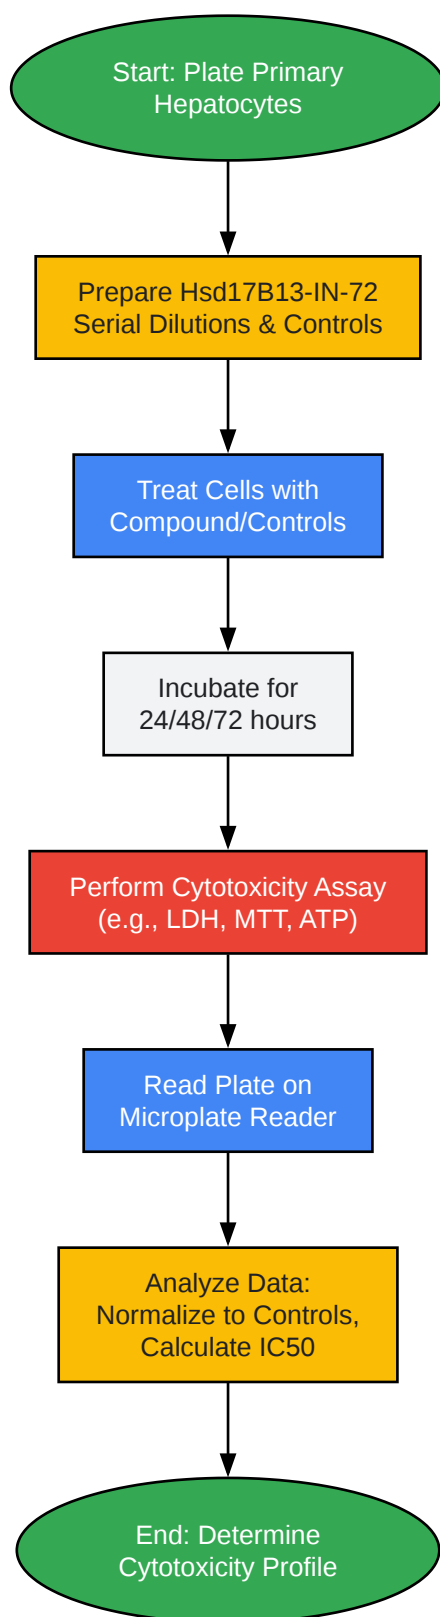 Start: Plate Primary
Hepatocytes
Prepare Hsd17B13-IN-72
Serial Dilutions & Controls
Treat Cells with
Compound/Controls
Incubate for
24/48/72 hours
Perform Cytotoxicity Assay
(e.g., LDH, MTT, ATP)
Read Plate on
Microplate Reader
Analyze Data:
Normalize to Controls,
Calculate IC50
End: Determine
Cytotoxicity Profile